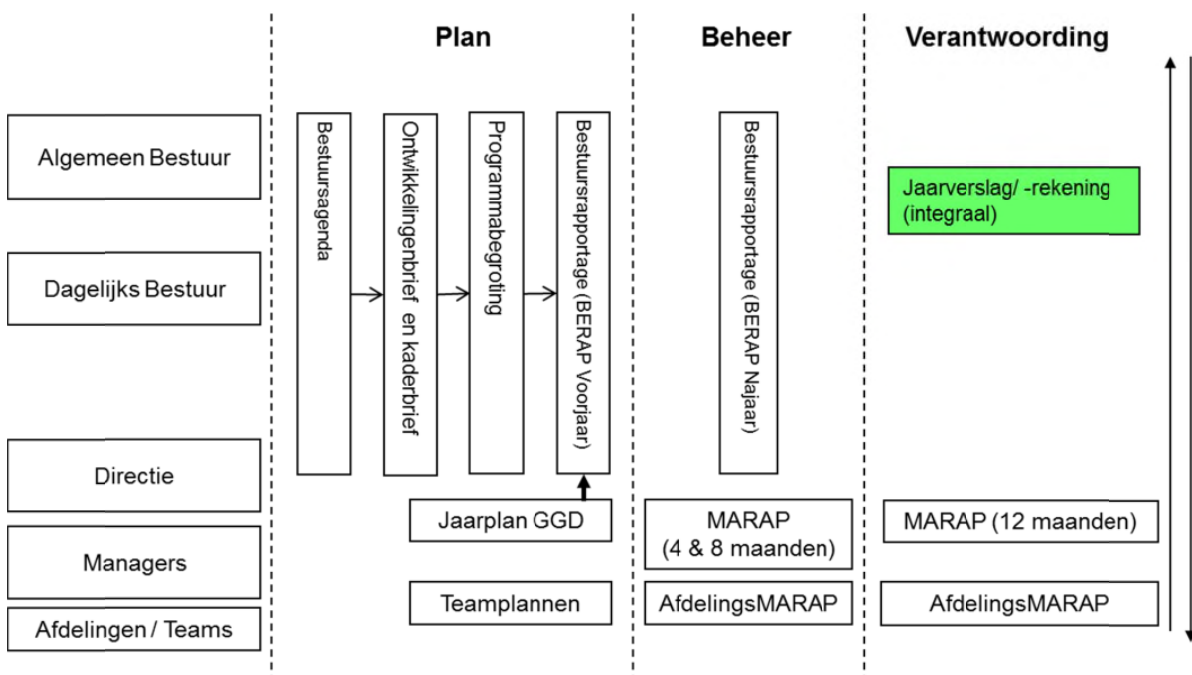 Plan
Beheer
Verantwoording
Algemeen Bestuur
Dagelijks Bestuur
Directie
Managers
Afdelingen / Teams
Bestuursagenda
Ontwikkelingenbrief en kaderbrief
Programmabegroting
Bestuursrapportage (BERAP Voorjaar)
Jaarplan GGD
Teamplannen
Bestuursrapportage (BERAP Najaar)
MARAP
(4 & 8 maanden)
AfdelingsMARAP
Jaarverslag/ -rekening
(integraal)
MARAP (12 maanden)
AfdelingsMARAP